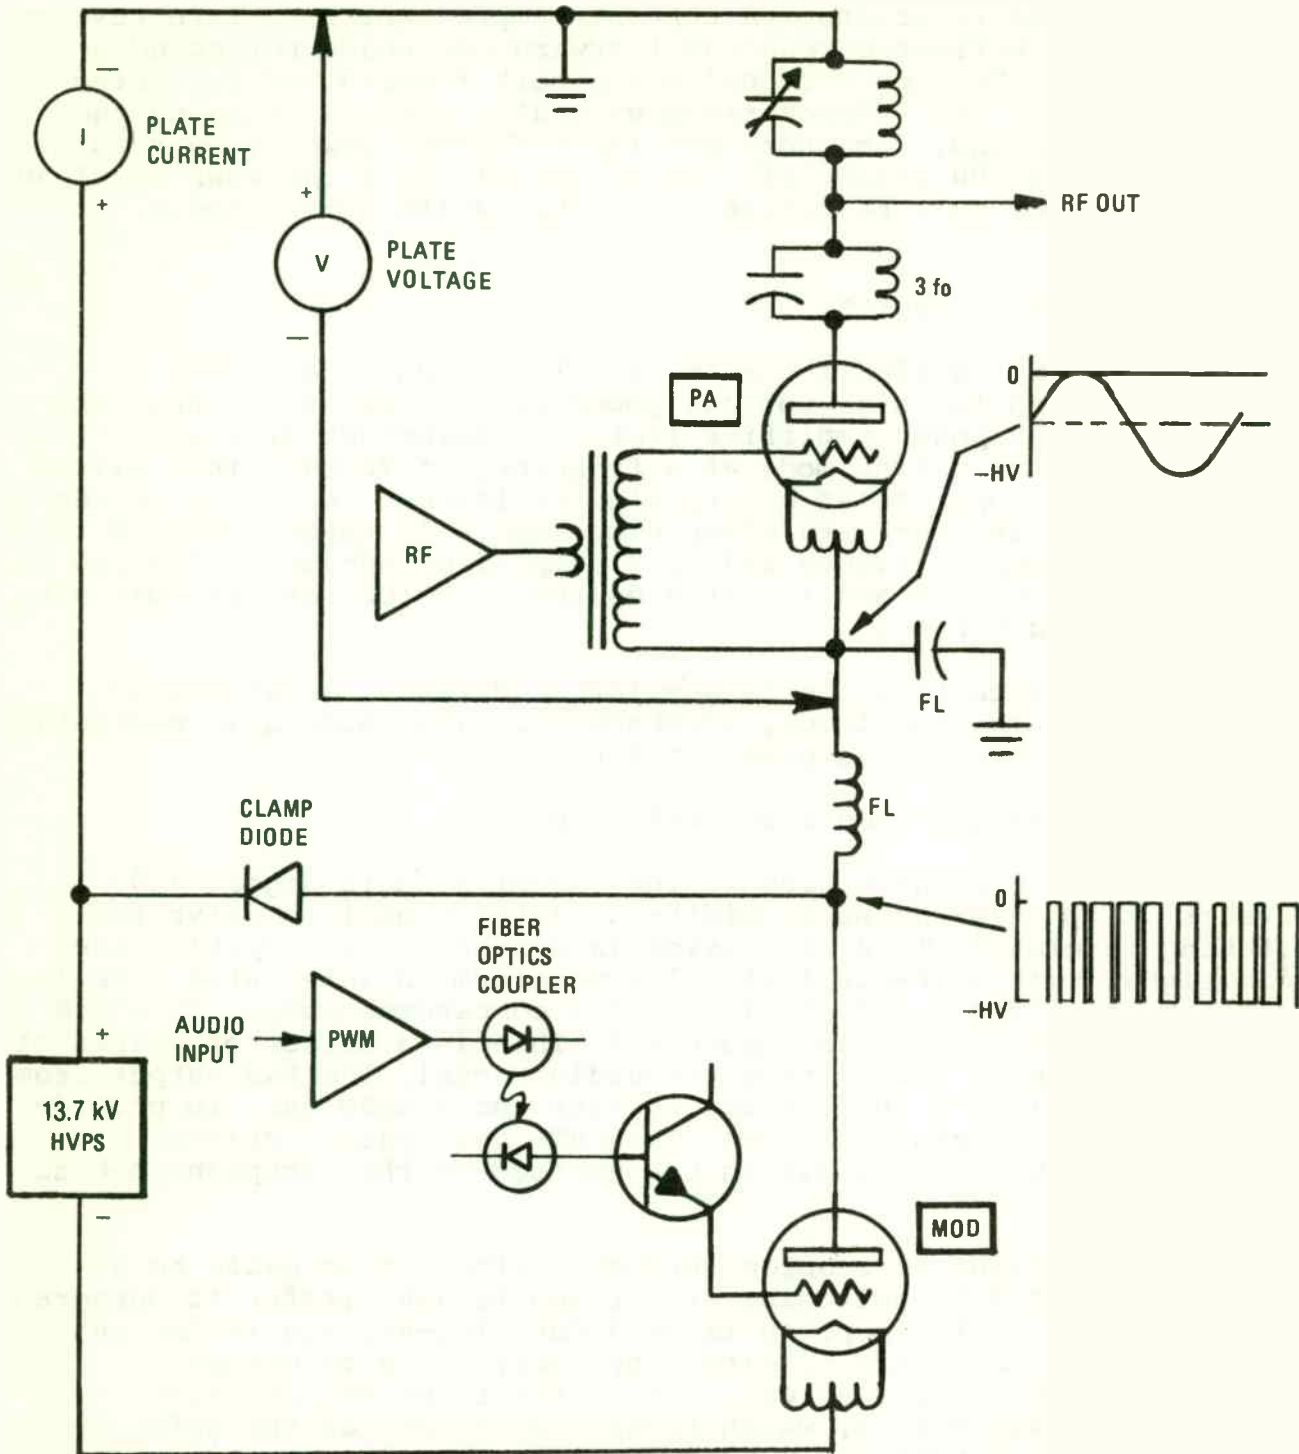 —
I
PLATE
CURRENT
+
+
V
PLATE
VOLTAGE
—
RF OUT
3 fo
PA
0
–HV
RF
FL
FL
CLAMP
DIODE
0
–HV
FIBER
OPTICS
COUPLER
AUDIO
INPUT
PWM
+
13.7 kV
HVPS
–
MOD